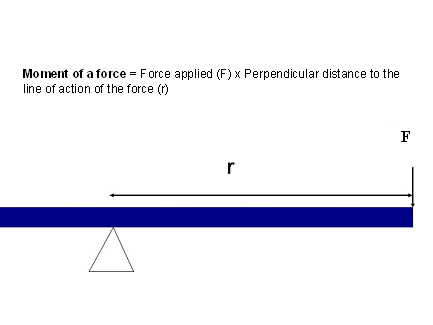 Moment of a force = Force applied (F) x Perpendicular distance to the
line of action of the force (r)
F
r